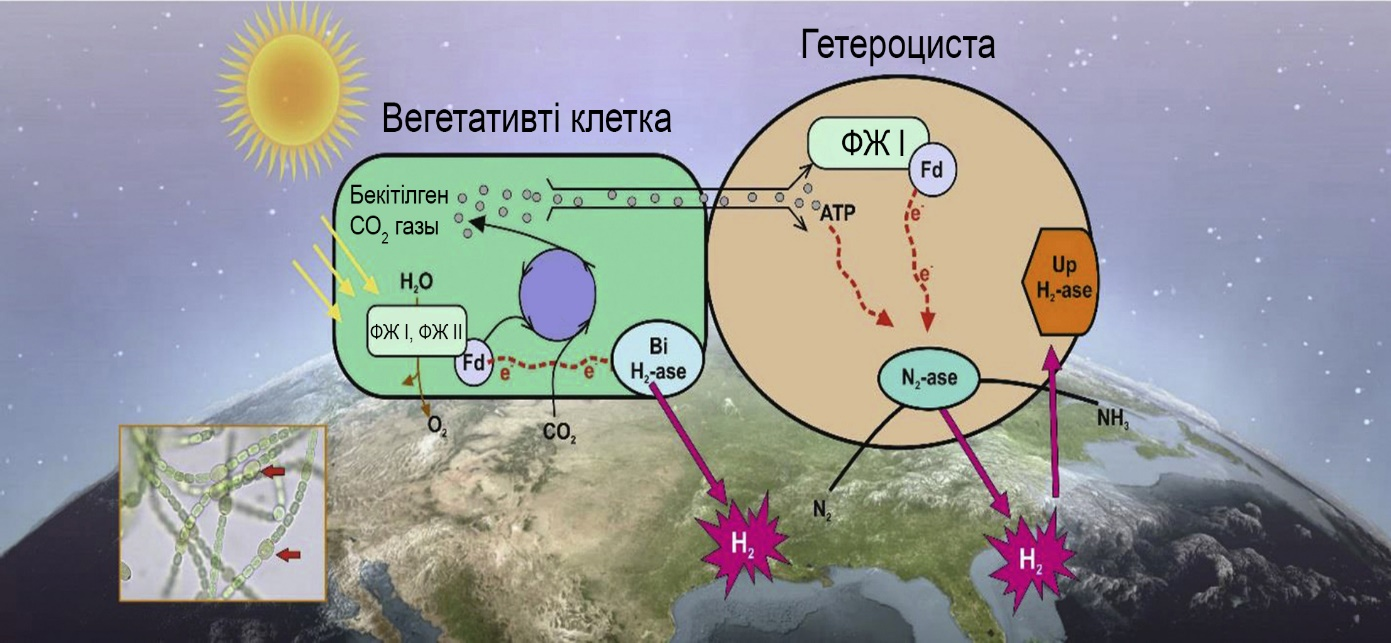 Гетероциста
Вегетативті клетка
ФЖ I
Fd
Бекітілген
CO2 газы
ATP
e-
e-
H2O
Up
H2-ase
ФЖ I, ФЖ II
Fd
e-
e-
Bi
H2-ase
N2-ase
NH3
O2
CO2
N2
H2
H2